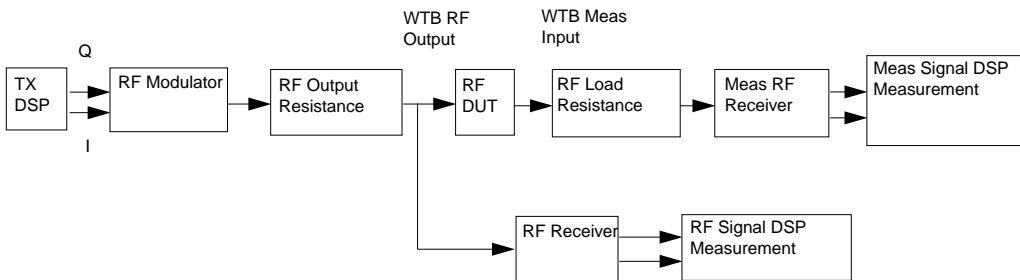 WTB RF
Output
WTB Meas
Input
Q
TX
DSP
I
RF Modulator
RF Output
Resistance
RF
DUT
RF Load
Resistance
Meas RF
Receiver
Meas Signal DSP
Measurement
RF Receiver
RF Signal DSP
Measurement